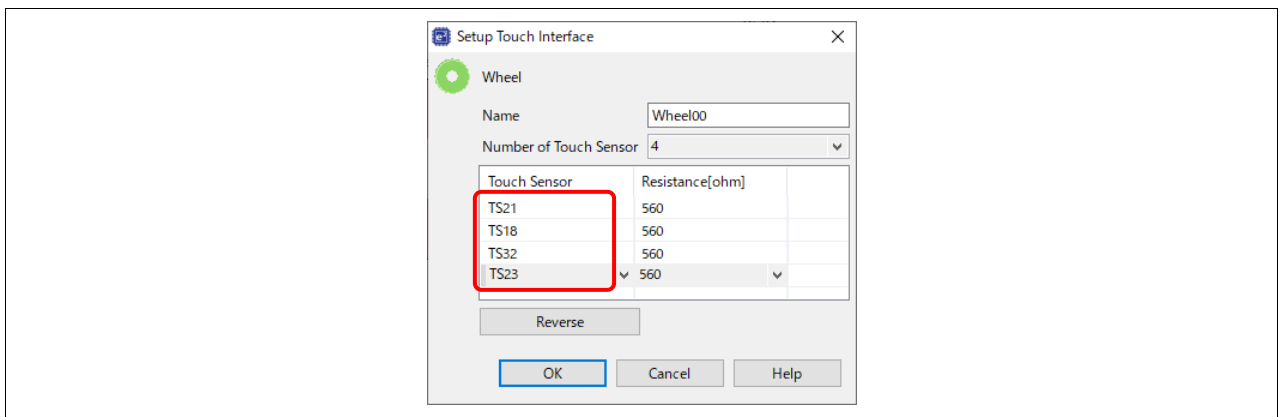 Setup Touch Interface
Wheel
Name Wheel00
Number of Touch Sensor 4
Touch Sensor Resistance[ohm]
TS21 560
TS18 560
TS32 560
TS23 560
Reverse
OK Cancel Help